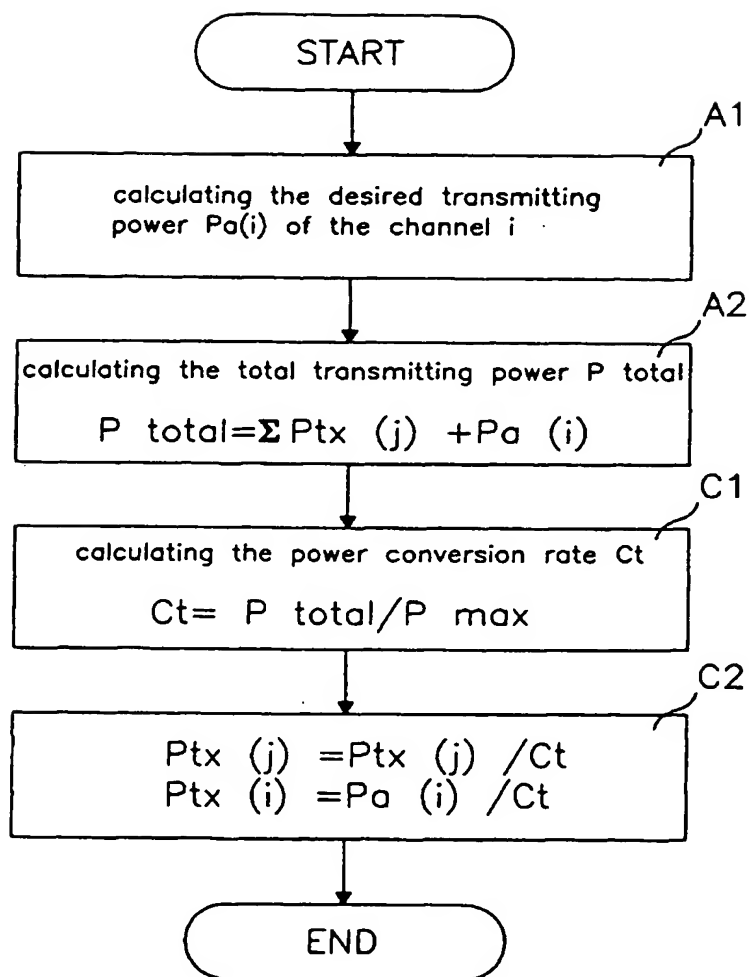 START
A1
calculating the desired transmitting
power Pa(i) of the channel i
A2
calculating the total transmitting power P total
P total=Σ Ptx (j) +Pa (i)
C1
calculating the power conversion rate Ct
Ct= P total/P max
C2
Ptx (j) =Ptx (j) /Ct
Ptx (i) =Pa (i) /Ct
END